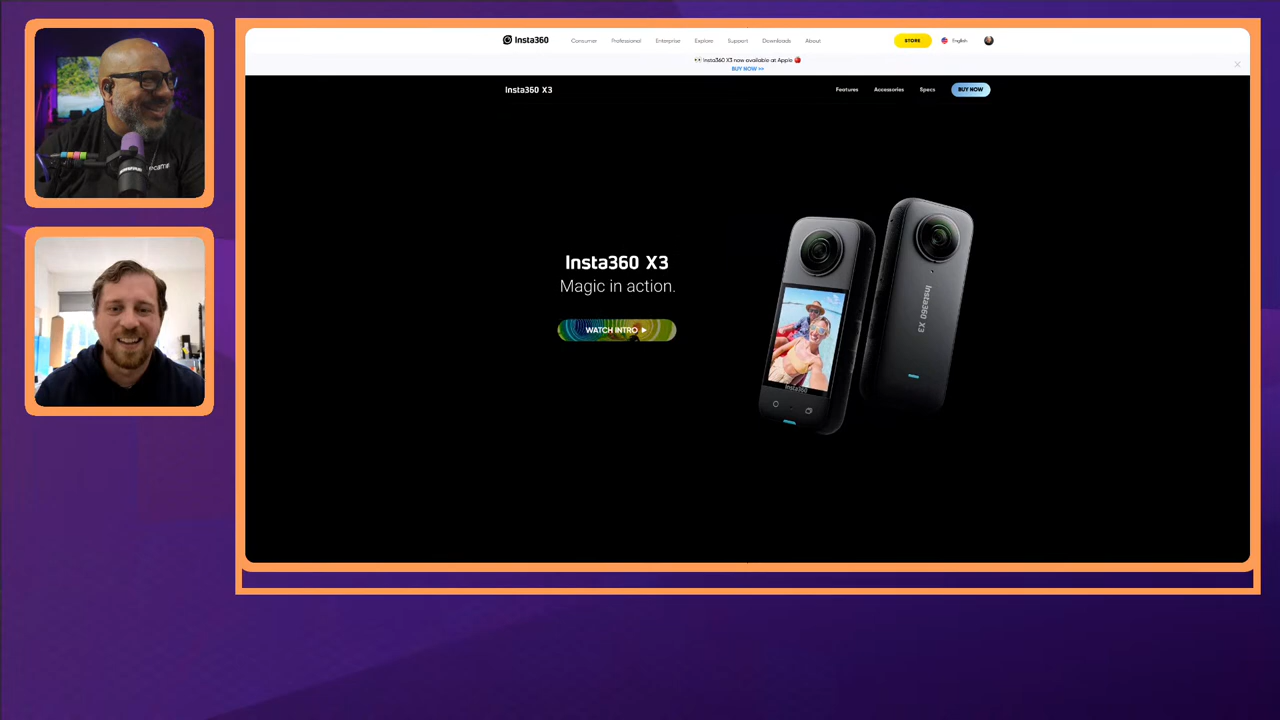 Insta360
Consumer Professional Enterprise Explore Support Downloads About
STORE
English
Insta360 X3 now available at Apple
BUY NOW >>
Insta360 X3
Features Accessories Specs BUY NOW
Insta360 X3
Magic in action.
WATCH INTRO
Insta360
Insta360 X3